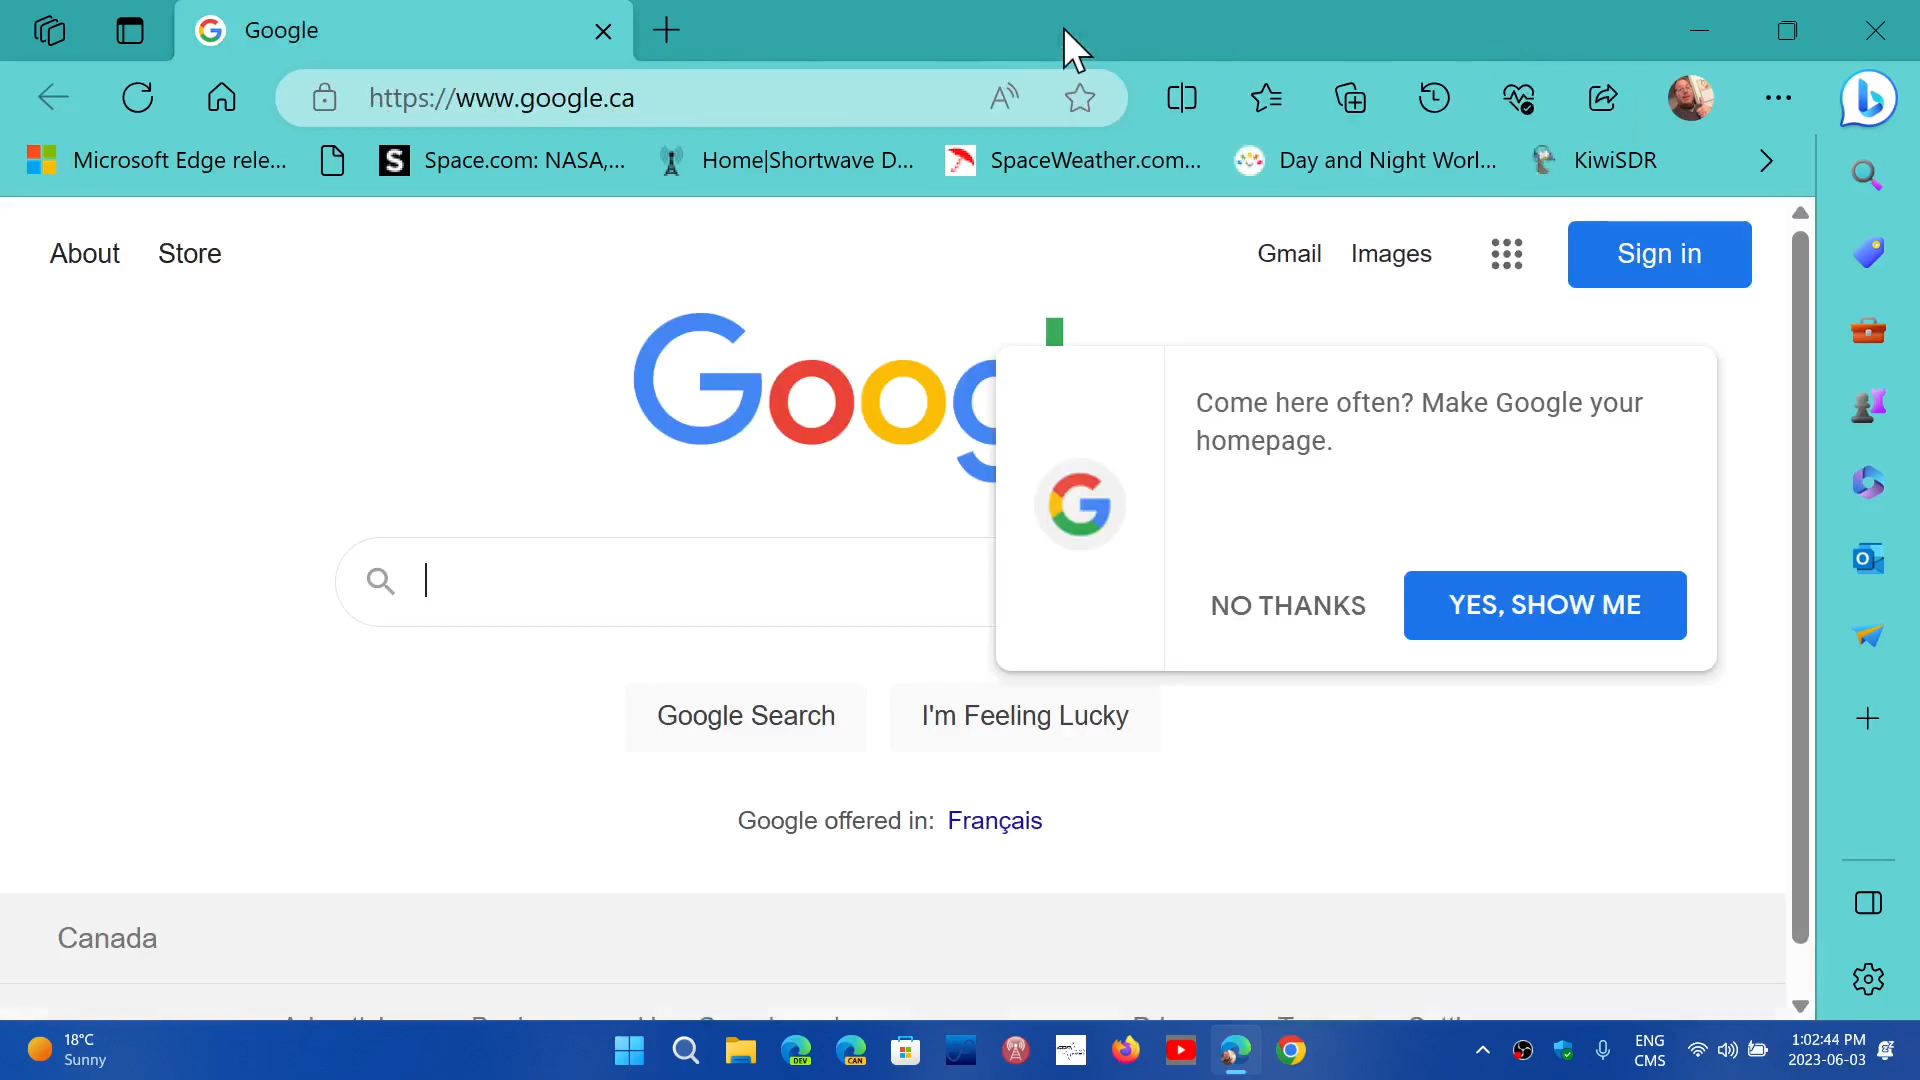 Google
https://www.google.ca
Microsoft Edge rele...
S
Space.com: NASA,...
Home|Shortwave D...
SpaceWeather.com...
Day and Night Worl...
KiwiSDR
About
Store
Gmail
Images
Sign in
Goog
Come here often? Make Google your
homepage.
NO THANKS
YES, SHOW ME
Google Search
I'm Feeling Lucky
Google offered in: Français
Canada
18°C
Sunny
DEV
CAN
ENG
CMS
1:02:44 PM
2023-06-03